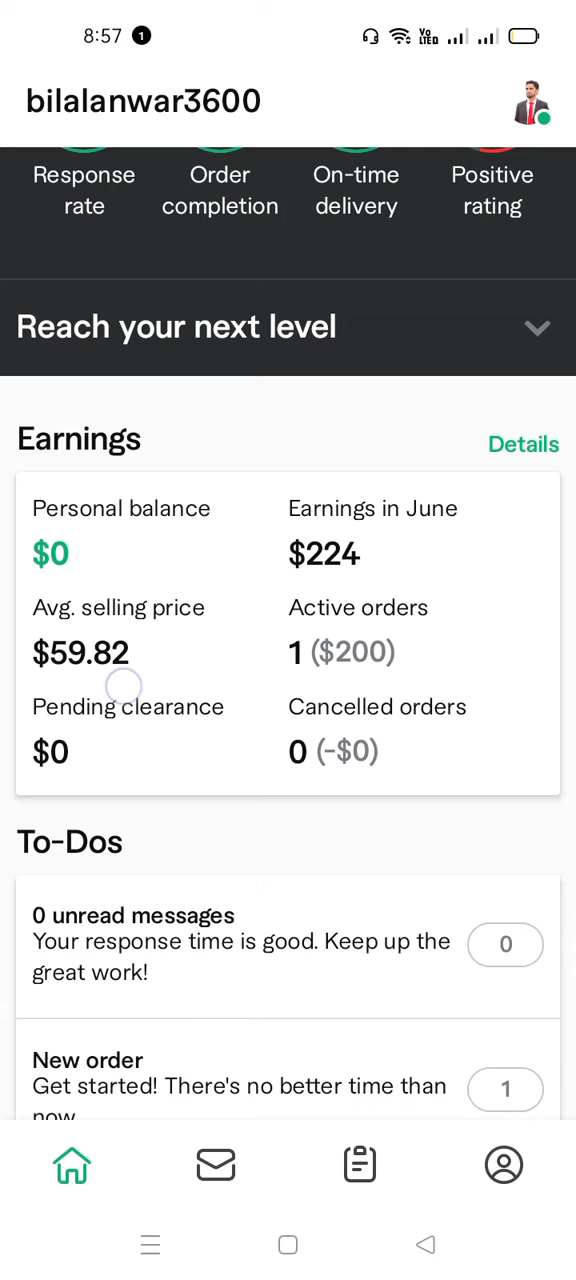 8:57 1 VoLTED
bilalanwar3600
Response rate
Order completion
On-time delivery
Positive rating
Reach your next level
Earnings
Details
Personal balance
Earnings in June
$0
$224
Avg. selling price
Active orders
$59.82
1 ($200)
Pending clearance
Cancelled orders
$0
0 (-$0)
To-Dos
0 unread messages
Your response time is good. Keep up the
great work!
0
New order
Get started! There's no better time than
now
1